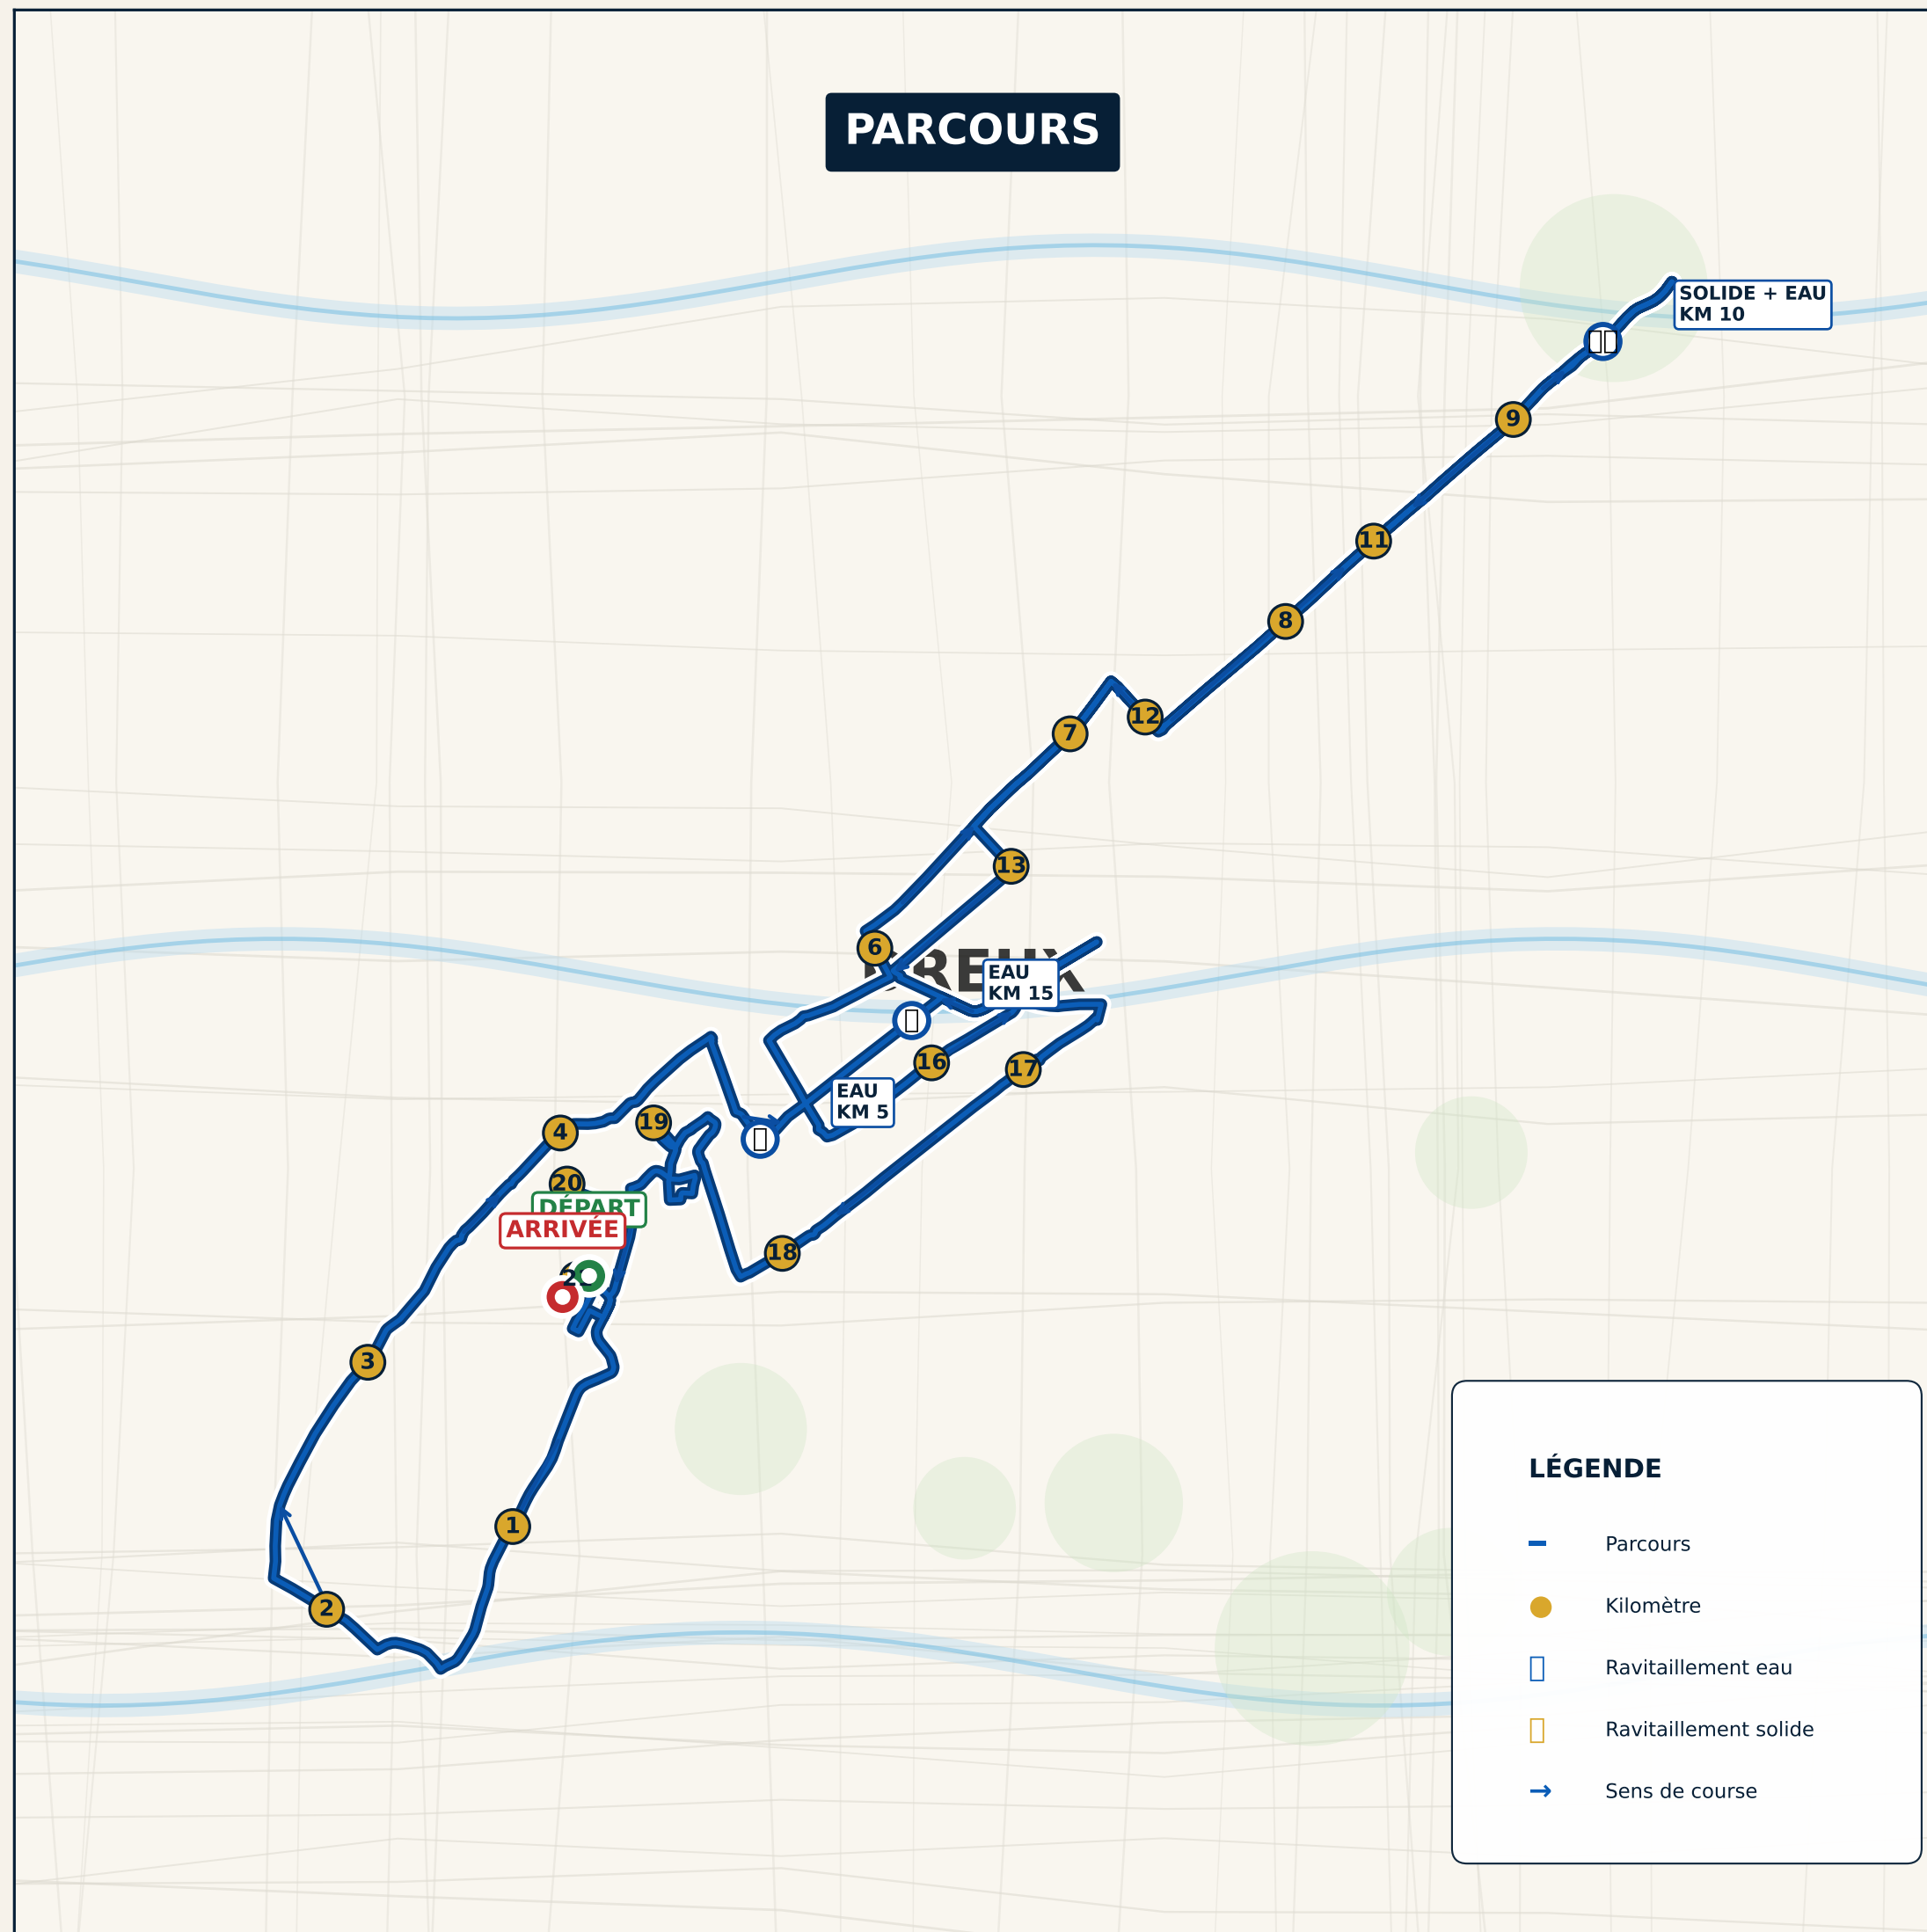 PARCOURS
SOLIDE + EAU
KM 10
9
11
8
12
7
13
6
EAU
KM 15
16
17
EAU
KM 5
19
4
20
DÉPART
ARRIVÉE
18
3
1
2
LÉGENDE
Parcours
Kilomètre
Ravitaillement eau
Ravitaillement solide
Sens de course